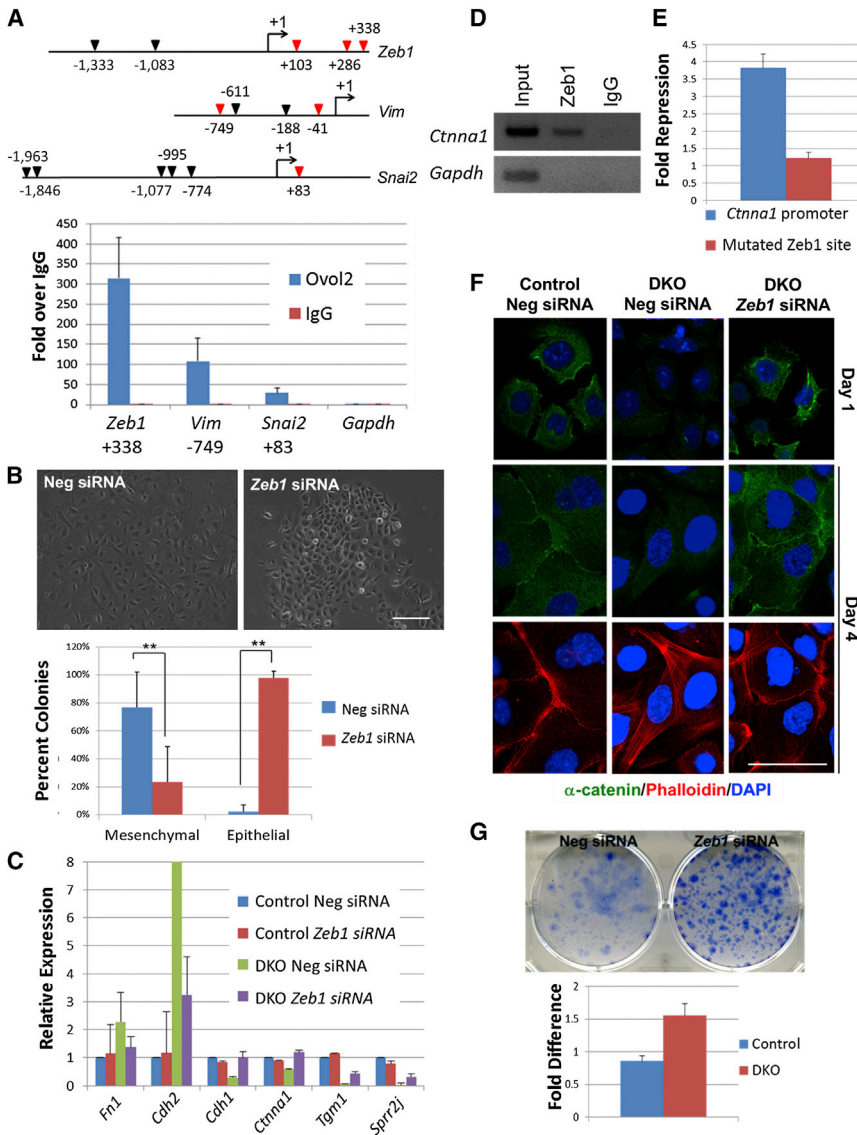 A
+1
+338
Zeb1
-1,333
-1,083
+103
+286
-611
+1
Vim
-749
-188
-41
-1,963
-995
+1
Snai2
-1,846
-1,077
-774
+83
Fold over IgG
450
400
350
300
250
200
150
100
50
0
Ovol2
IgG
Zeb1
Vim
Snai2
Gapdh
+338
-749
+83
B
Neg siRNA
Zeb1 siRNA
Percent Colonies
120%
100%
80%
60%
40%
20%
0%
**
**
Neg siRNA
Zeb1 siRNA
Mesenchymal
Epithelial
C
Relative Expression
8
7
6
5
4
3
2
1
0
Control Neg siRNA
Control Zeb1 siRNA
DKO Neg siRNA
DKO Zeb1 siRNA
Fn1
Cdh2
Cdh1
Ctnna1
Tgm1
Sprr2j
D
Input
Zeb1
IgG
Ctnna1
Gapdh
E
Fold Repression
4.5
4
3.5
3
2.5
2
1.5
1
0.5
0
Ctnna1 promoter
Mutated Zeb1 site
F
Control
Neg siRNA
DKO
Neg siRNA
DKO
Zeb1 siRNA
Day 1
Day 4
α-catenin/Phalloidin/DAPI
G
Neg siRNA
Zeb1 siRNA
Fold Difference
2
1.5
1
0.5
0
Control
DKO